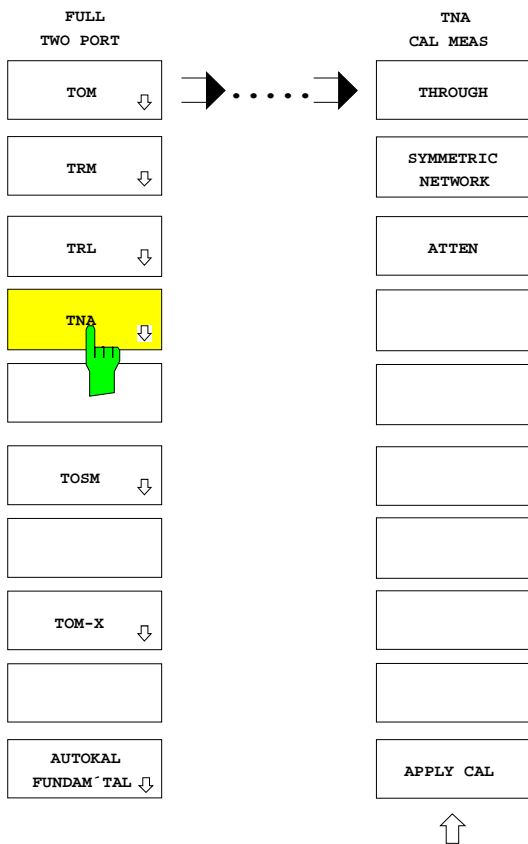 FULL
TWO PORT
TOM
TRM
TRL
TNA
TOSM
TOM-X
AUTOKAL
FUNDAM´TAL
TNA
CAL MEAS
THROUGH
SYMMETRIC
NETWORK
ATTEN
APPLY CAL